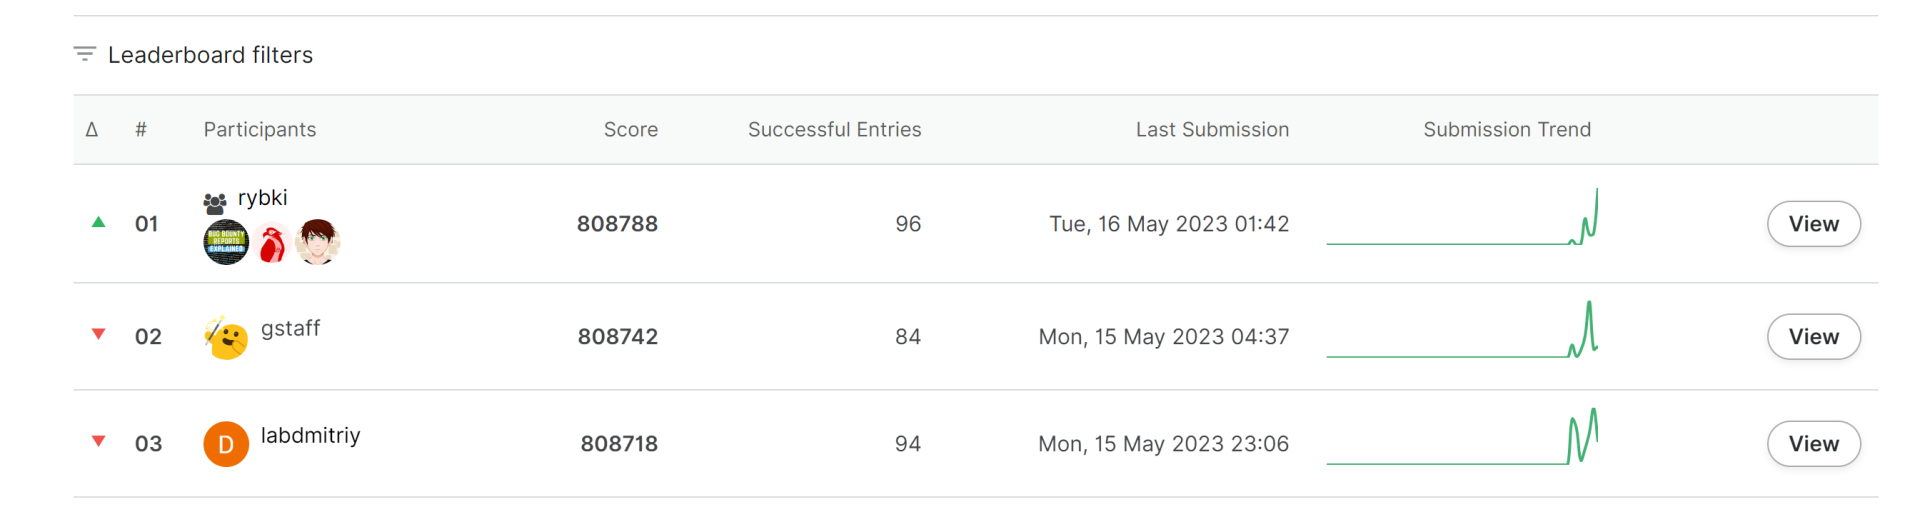 Leaderboard filters
Δ # Participants Score Successful Entries Last Submission Submission Trend
rybki
01 808788 96 Tue, 16 May 2023 01:42 View
BUG BOUNTY
REPORTS
EXPLAINED
gstaff
02 808742 84 Mon, 15 May 2023 04:37 View
labdmitriy
03 D 808718 94 Mon, 15 May 2023 23:06 View